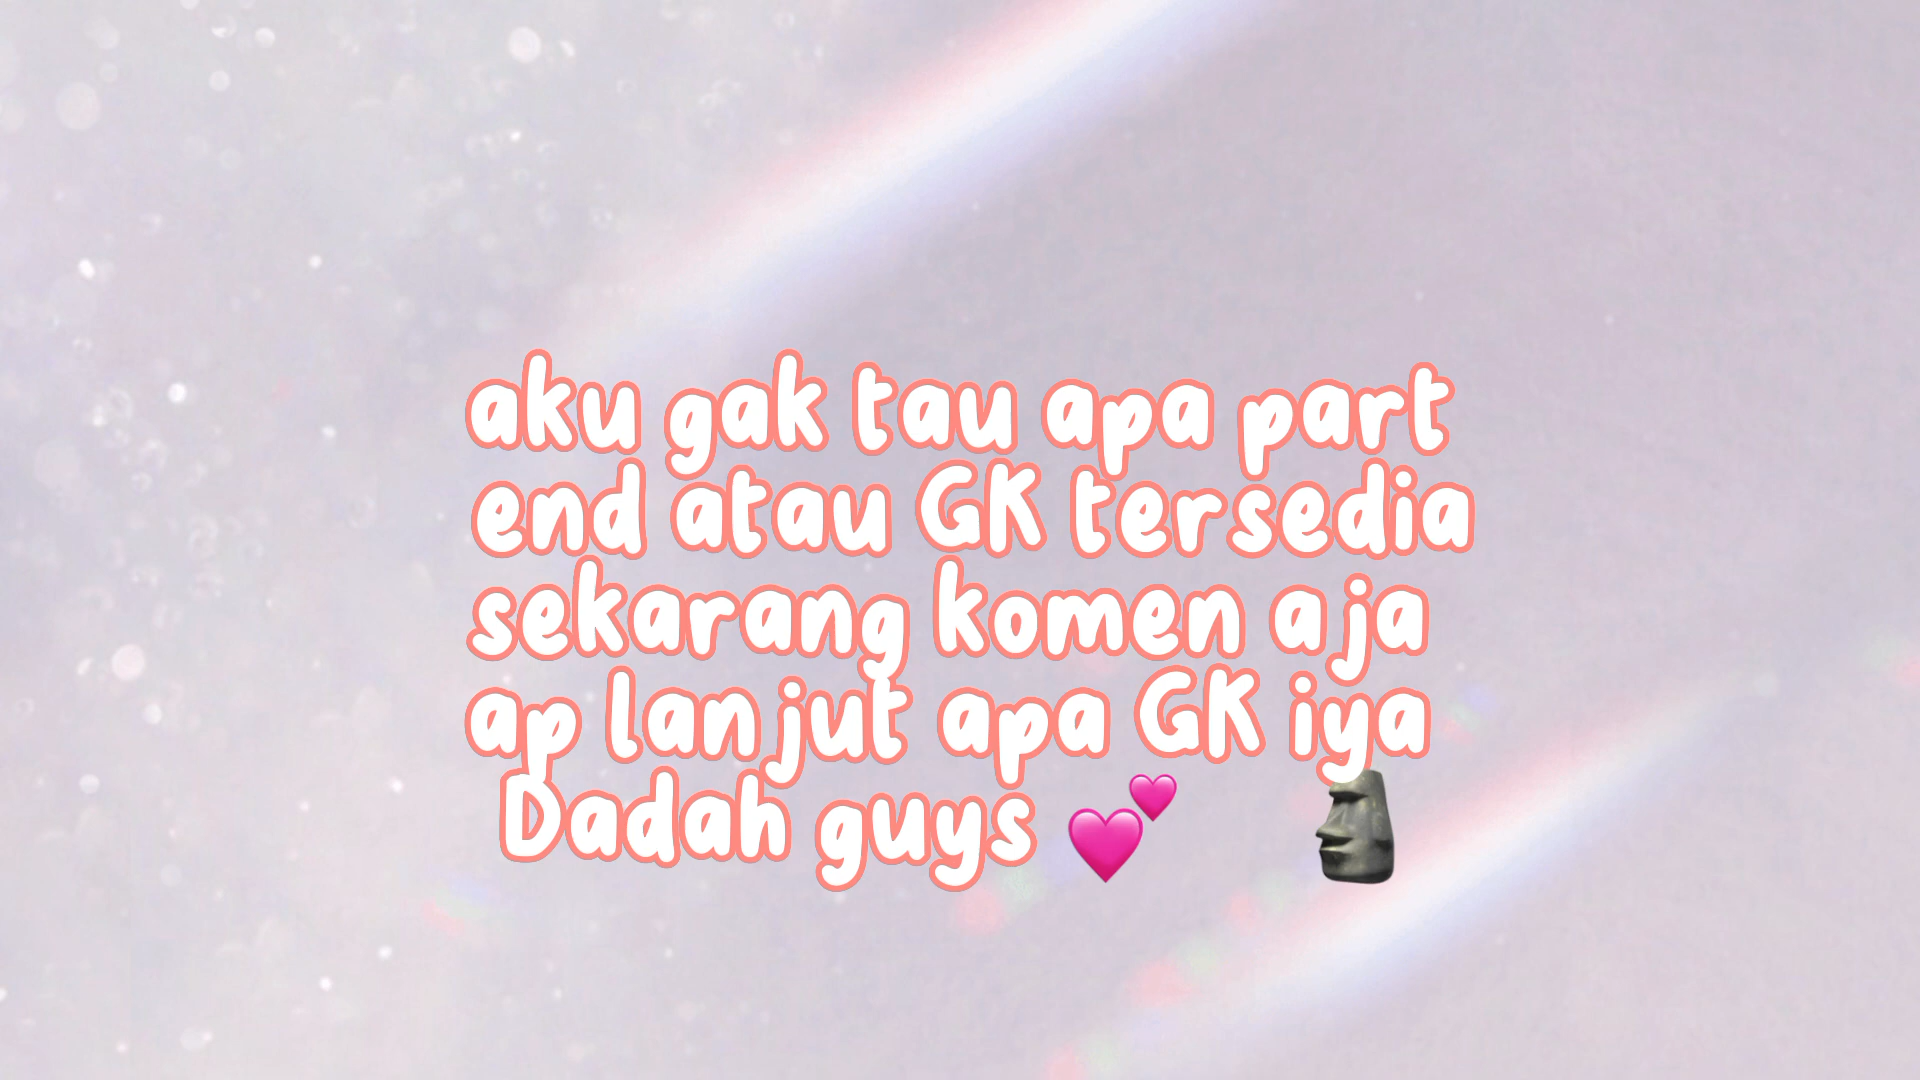 aku gak tau apa part
end atau GK tersedia
sekarang komen aja
ap lanjut apa GK iya
Dadah guys 💕 🗿